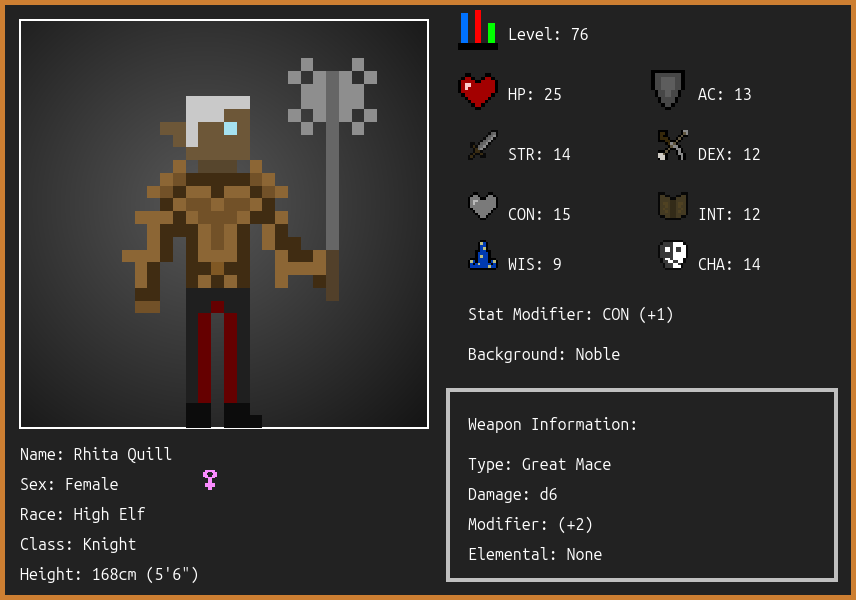 Level: 76
HP: 25
AC: 13
STR: 14
DEX: 12
CON: 15
INT: 12
WIS: 9
CHA: 14
Stat Modifier: CON (+1)
Background: Noble
Weapon Information:
Type: Great Mace
Damage: d6
Modifier: (+2)
Elemental: None
Name: Rhita Quill
Sex: Female
Race: High Elf
Class: Knight
Height: 168cm (5'6")